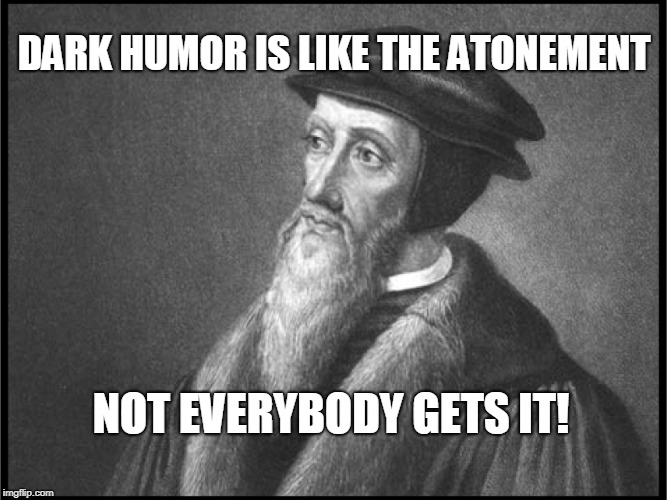 DARK HUMOR IS LIKE THE ATONEMENT
NOT EVERYBODY GETS IT!
imgflip.com